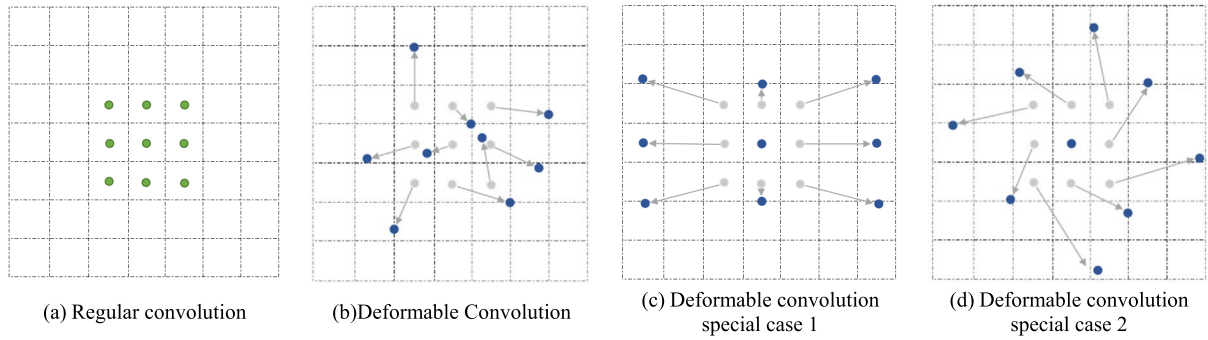 (a) Regular convolution
(b)Deformable Convolution
(c) Deformable convolution
special case 1
(d) Deformable convolution
special case 2